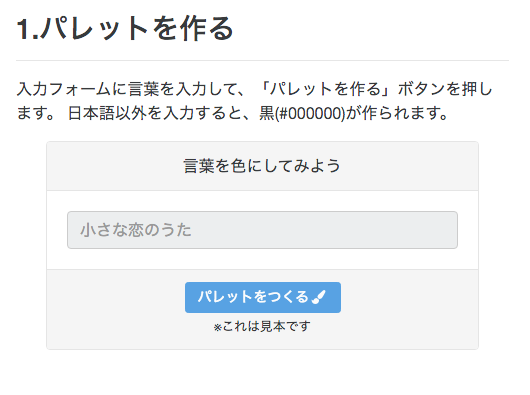 1.パレットを作る
入力フォームに言葉を入力して、「パレットを作る」ボタンを押し
ます。 日本語以外を入力すると、黒(#000000)が作られます。
言葉を色にしてみよう
小さな恋のうた
パレットをつくる
※これは見本です